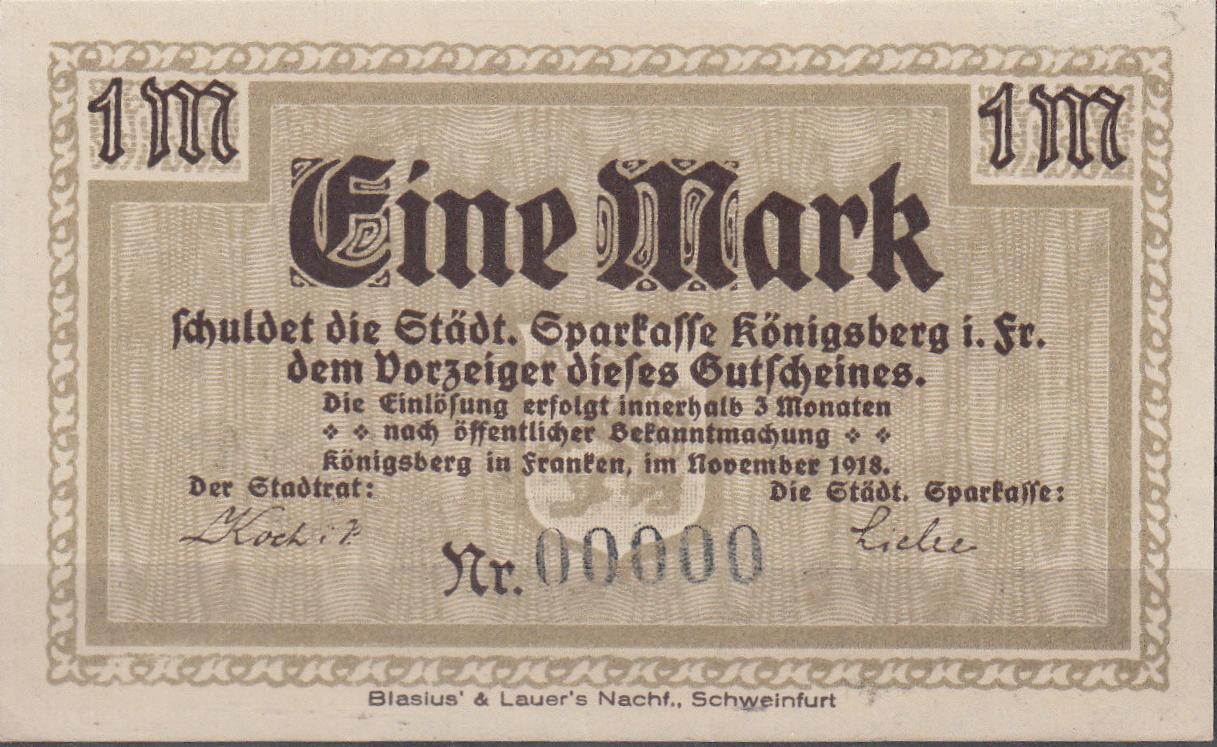 1 M
1 M
Eine Mark
schuldet die Städt. Sparkasse Königsberg i. Fr.
dem Vorzeiger dieses Gutscheines.
Die Einlösung erfolgt innerhalb 3 Monaten
nach öffentlicher Bekanntmachung
Königsberg in Franken, im November 1918.
Der Stadtrat:
Die Städt. Sparkasse:
Koch
Nr. 00000
Blasius' & Lauer's Nachf., Schweinfurt